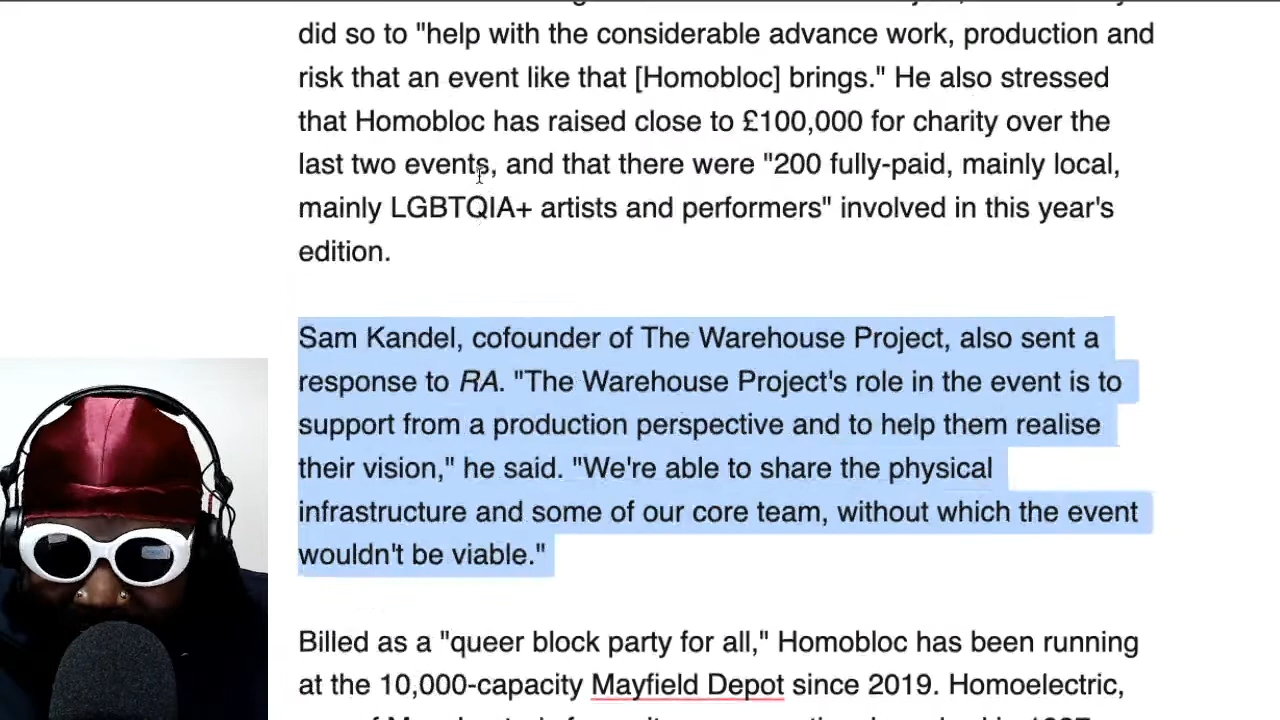 did so to "help with the considerable advance work, production and
risk that an event like that [Homobloc] brings." He also stressed
that Homobloc has raised close to £100,000 for charity over the
last two events, and that there were "200 fully-paid, mainly local,
mainly LGBTQIA+ artists and performers" involved in this year's
edition.
Sam Kandel, cofounder of The Warehouse Project, also sent a
response to RA. "The Warehouse Project's role in the event is to
support from a production perspective and to help them realise
their vision," he said. "We're able to share the physical
infrastructure and some of our core team, without which the event
wouldn't be viable."
Billed as a "queer block party for all," Homobloc has been running
at the 10,000-capacity Mayfield Depot since 2019. Homoelectric,